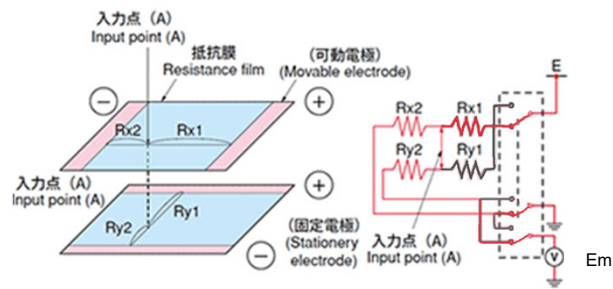 入力点 (A)
Input point (A)
抵抗膜
Resistance film
(可動電極)
(Movable electrode)
−
+
Rx2
Rx1
入力点 (A)
Input point (A)
+
Ry1
Ry2
(固定電極)
(Stationery
electrode)
−
E
Rx2
Rx1
Ry2
Ry1
入力点 (A)
Input point (A)
V
Em